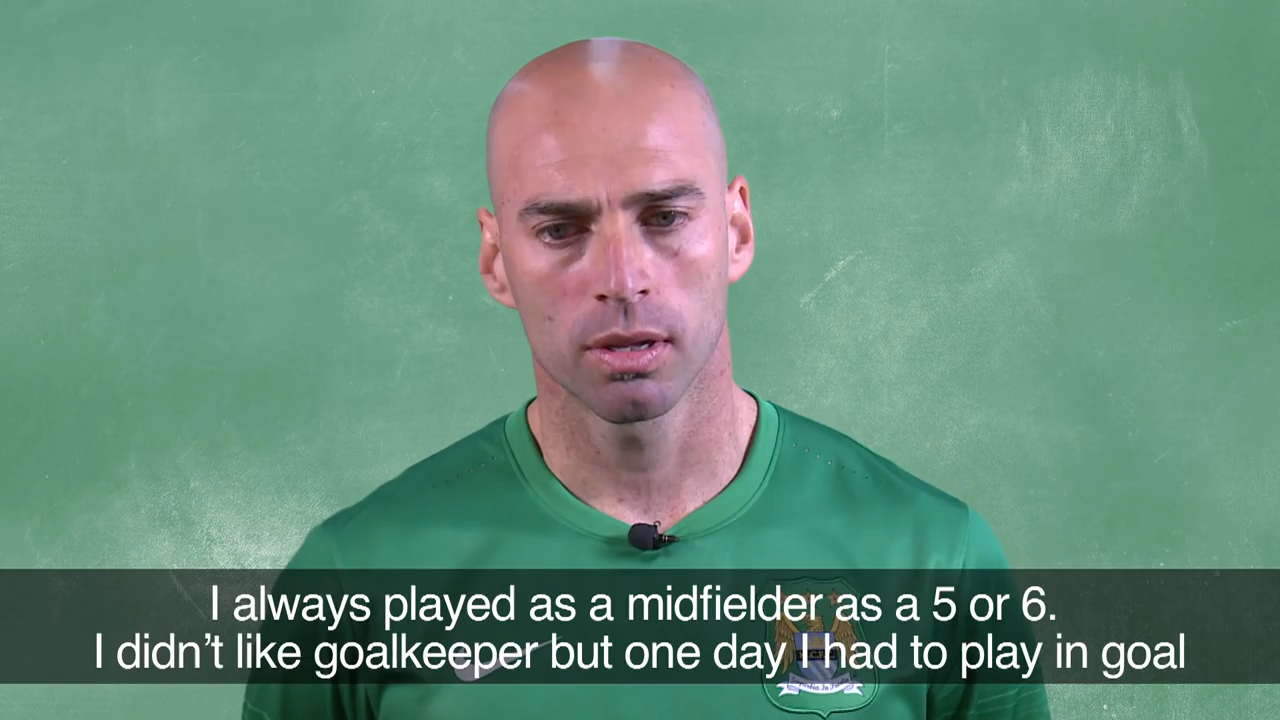 I always played as a midfielder as a 5 or 6.
I didn’t like goalkeeper but one day I had to play in goal